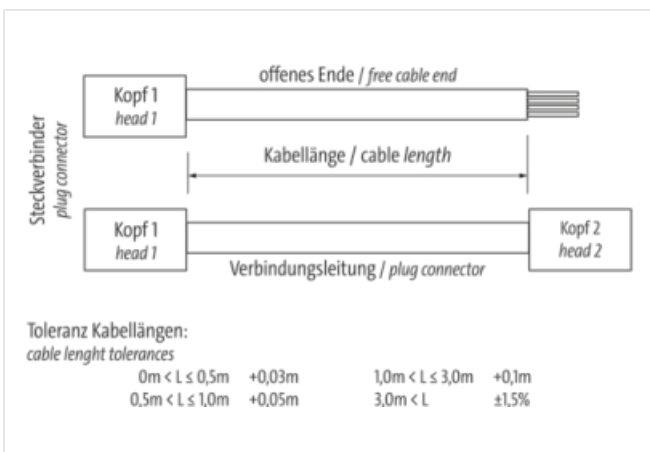 offenes Ende / free cable end
Kopf 1
head 1
Steckverbinder
plug connector
Kabellänge / cable length
Kopf 1
head 1
Kopf 2
head 2
Verbindungsleitung / plug connector
Toleranz Kabellängen:
cable lenght tolerances
0m < L ≤ 0,5m +0,03m 1,0m < L ≤ 3,0m +0,1m
0,5m < L ≤ 1,0m +0,05m 3,0m < L ±1,5%